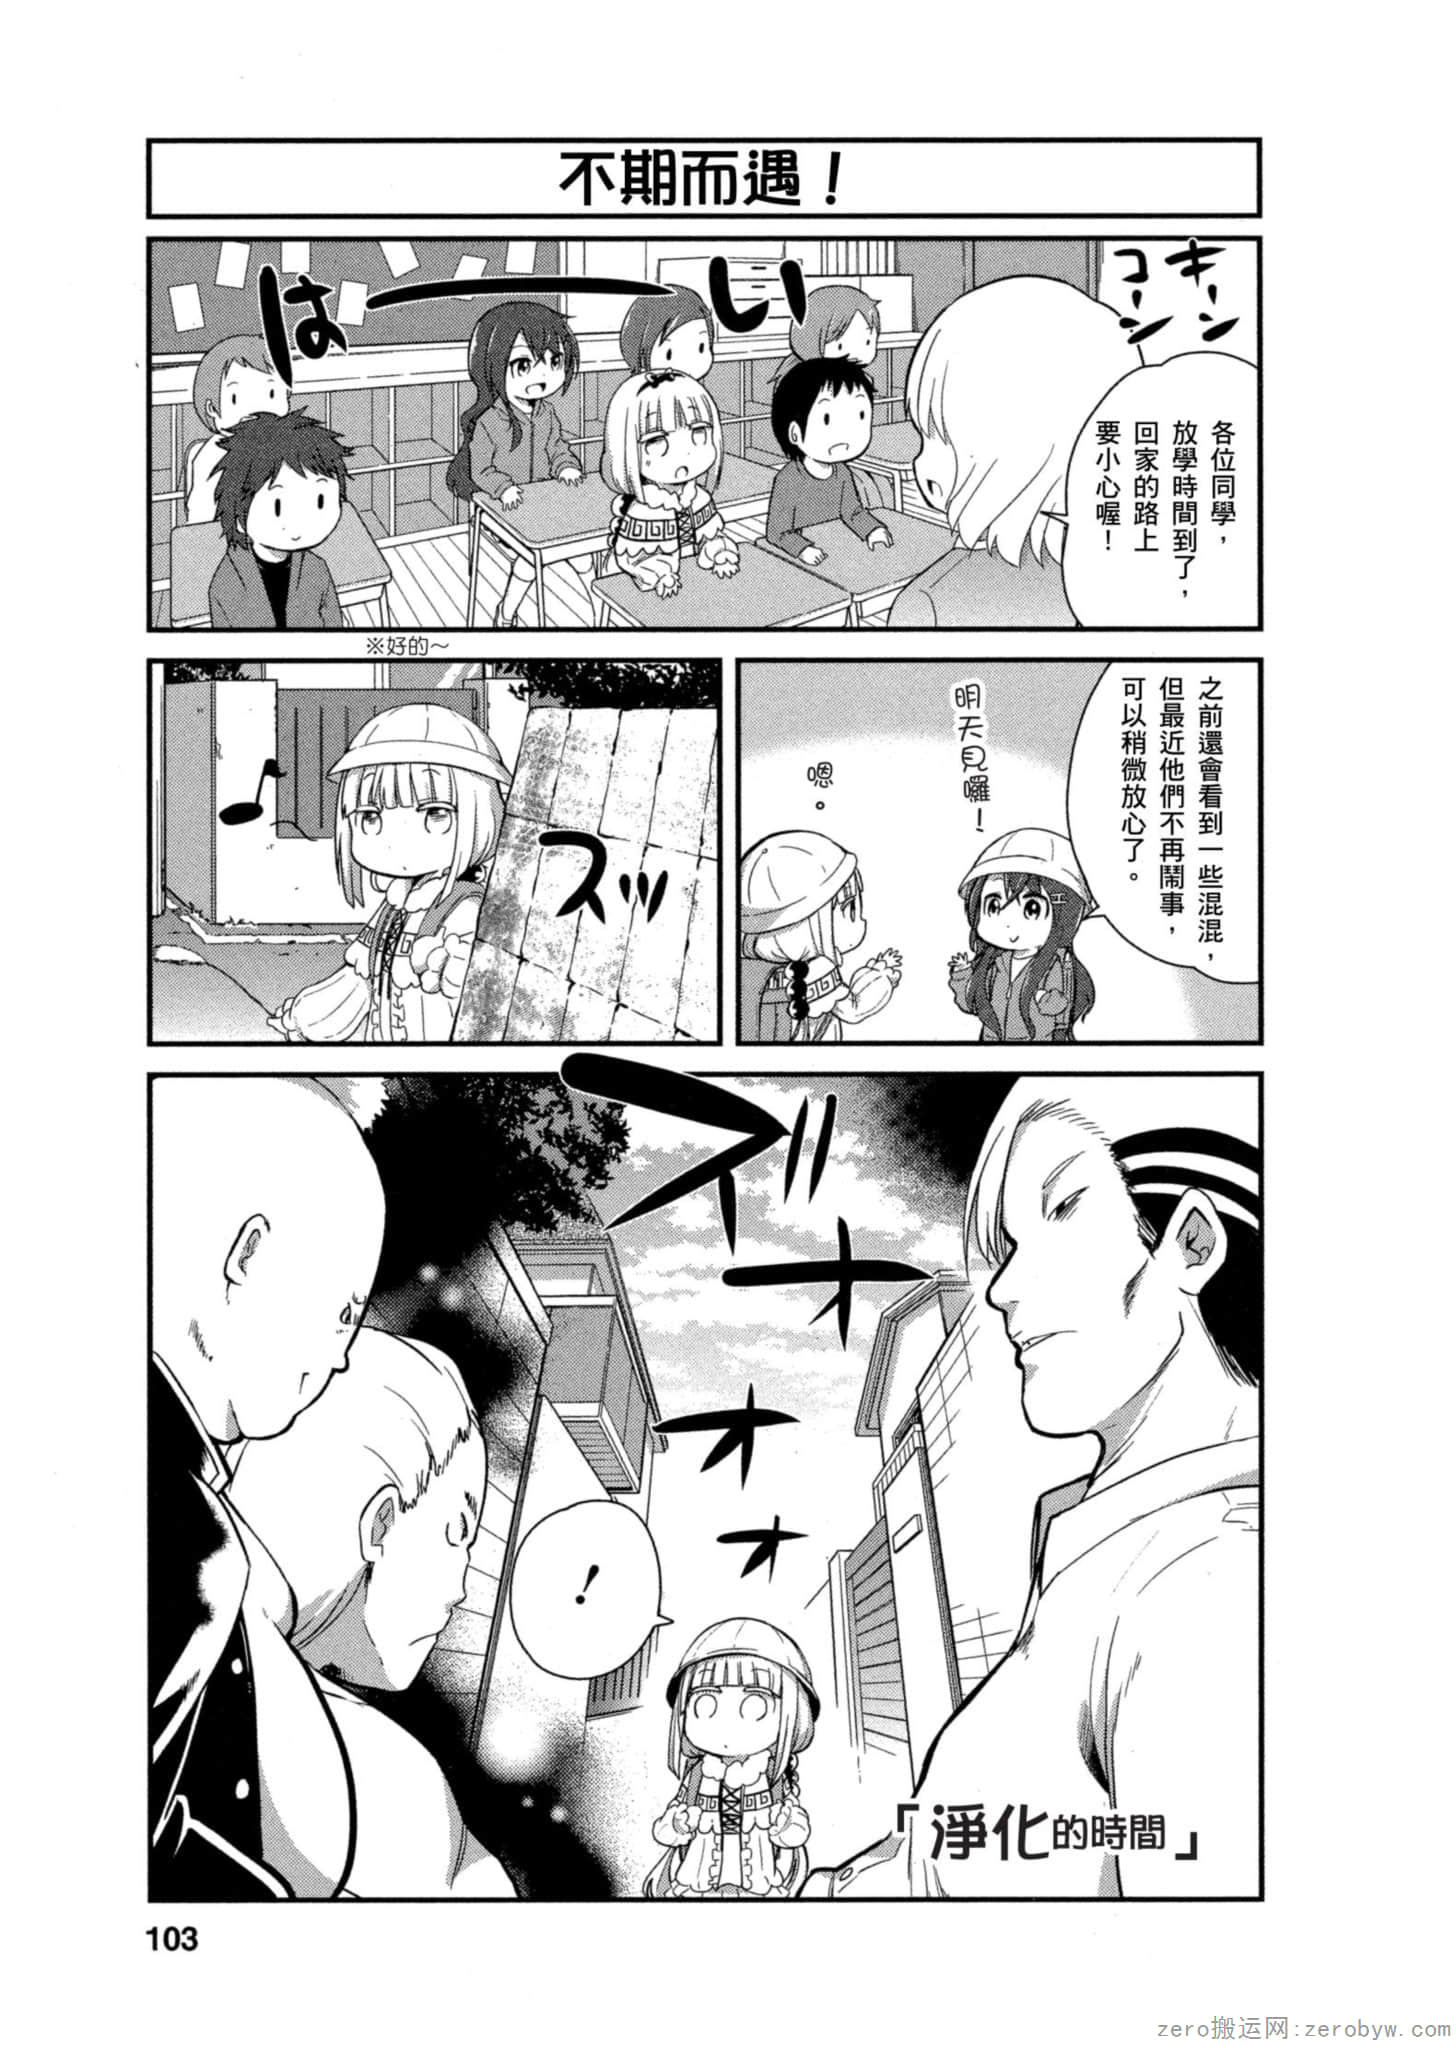 不期而遇！
キーン
コーン
各位同學，
放學時間到了，
回家的路上
要小心喔！
はーい
※好的～
之前還會看到一些混混，
但最近他們不再鬧事，
可以稍微放心了。
明天見囉！
嗯。
スッ
ズオオオオ
！
「淨化的時間」
103
zero搬运网:zerobyw.com